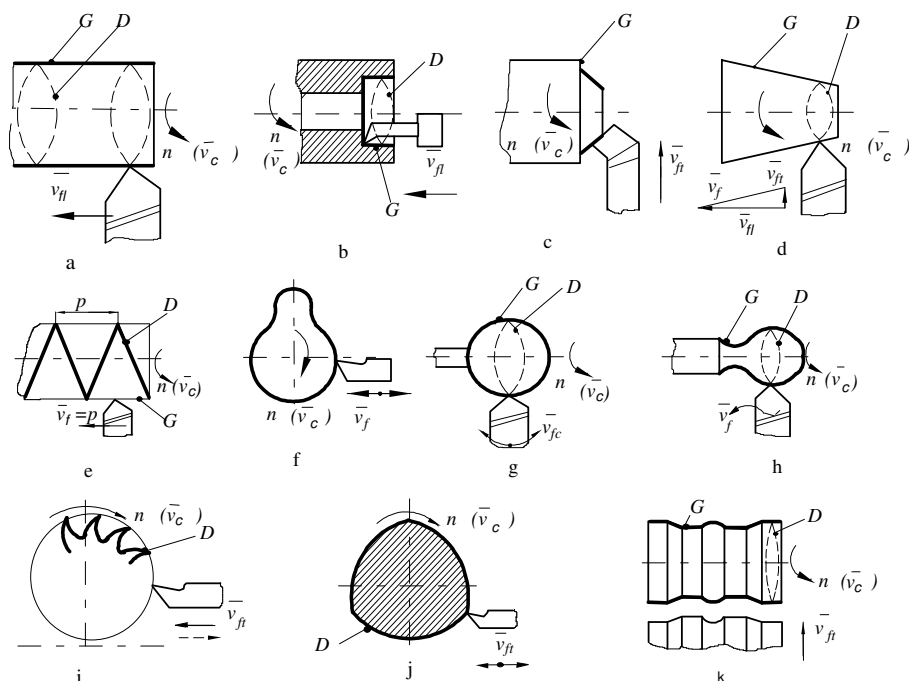 G D
n (v̄c)
v̄fl
a
D
n
(v̄c)
v̄fl
G
b
G
n (v̄c)
v̄ft
c
G D
n (v̄c)
v̄f v̄ft
v̄fl
d
p D
n (v̄c)
v̄f =p G
e
n (v̄c) v̄f
f
G D
n
(v̄c)
v̄fc
g
G D
n (v̄c)
v̄f
h
n (v̄c)
D
v̄ft
i
n (v̄c)
D v̄ft
j
G D
n (v̄c)
v̄ft
k